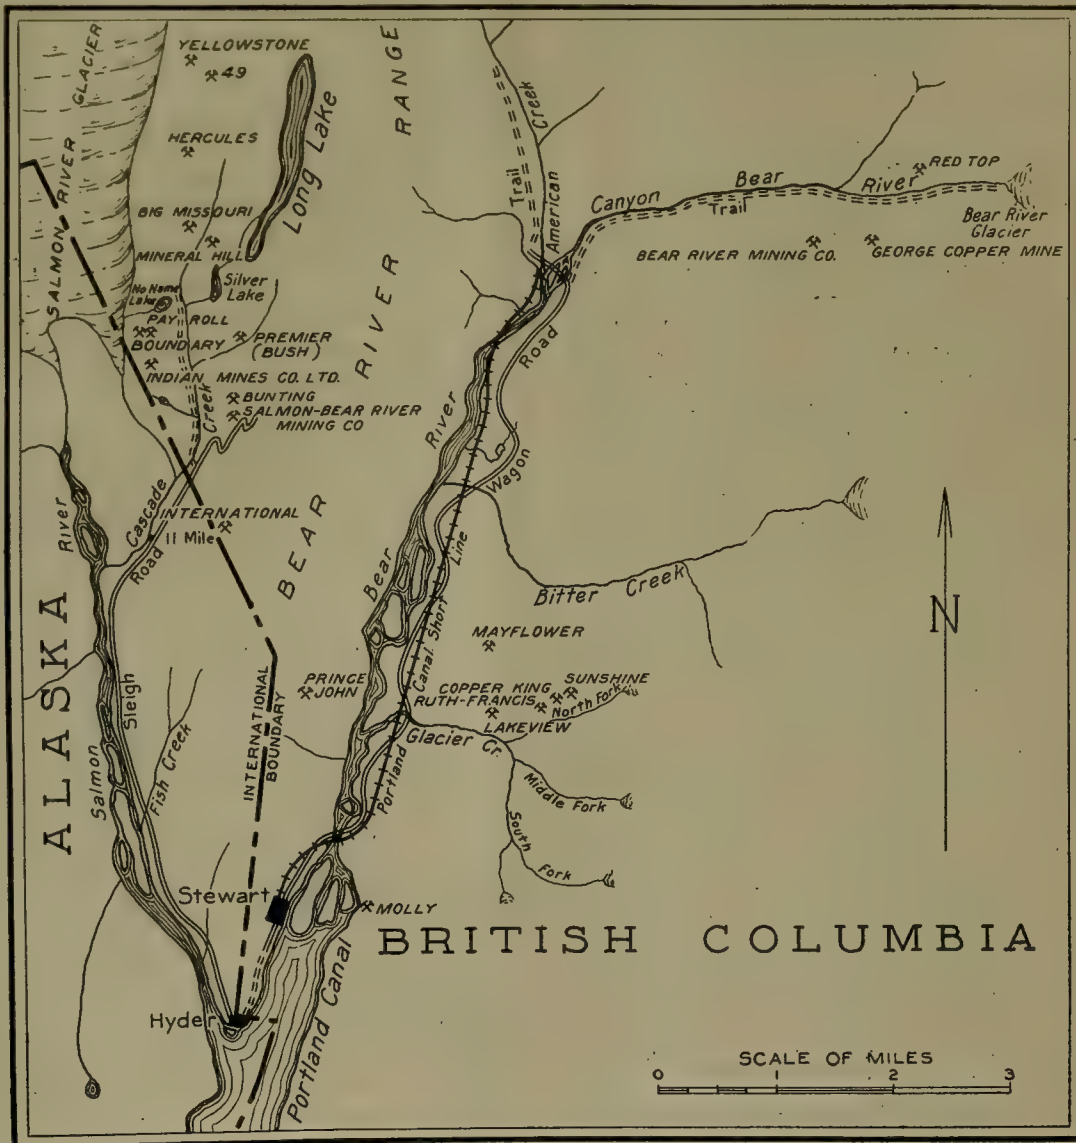 YELLOWSTONE
49
GLACIER
RIVER
SALMON
HERCULES
BIG MISSOURI
MINERAL HILL
Long Lake
Silver
Lake
No Name
Lake
PAY ROLL
BOUNDARY
PREMIER
(BUSH)
INDIAN MINES CO. LTD.
BUNTING
SALMON-BEAR RIVER
MINING CO
Creek
Cascade
INTERNATIONAL
11 Mile
Road
Sleigh
River
Salmon
Fish Creek
ALASKA
BEAR RIVER RANGE
Trail
American
Creek
Canyon
Bear
River
Trail
RED TOP
Bear River
Glacier
BEAR RIVER MINING CO.
GEORGE COPPER MINE
Road
Wagon
River
Bear
Bitter Creek
MAYFLOWER
PRINCE
JOHN
COPPER KING
SUNSHINE
RUTH-FRANCIS
North Fork
LAKEVIEW
Glacier Cr.
Middle Fork
South
Fork
Portland
Canal Short
Line
INTERNATIONAL
BOUNDARY
N
Stewart
MOLLY
BRITISH COLUMBIA
Hyder
Portland Canal
SCALE OF MILES
0 1 2 3